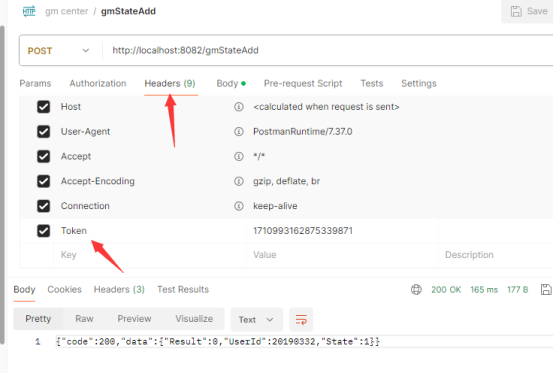 HTTP gm center / gmStateAdd Save
POST http://localhost:8082/gmStateAdd
Params Authorization Headers (9) Body Pre-request Script Tests Settings
Host <calculated when request is sent>
User-Agent PostmanRuntime/7.37.0
Accept */*
Accept-Encoding gzip, deflate, br
Connection keep-alive
Token 1710993162875339871
Key Value Description
Body Cookies Headers (3) Test Results 200 OK 165 ms 177 B
Pretty Raw Preview Visualize Text
1 {"code":200,"data":{"Result":0,"UserId":20190332,"State":1}}